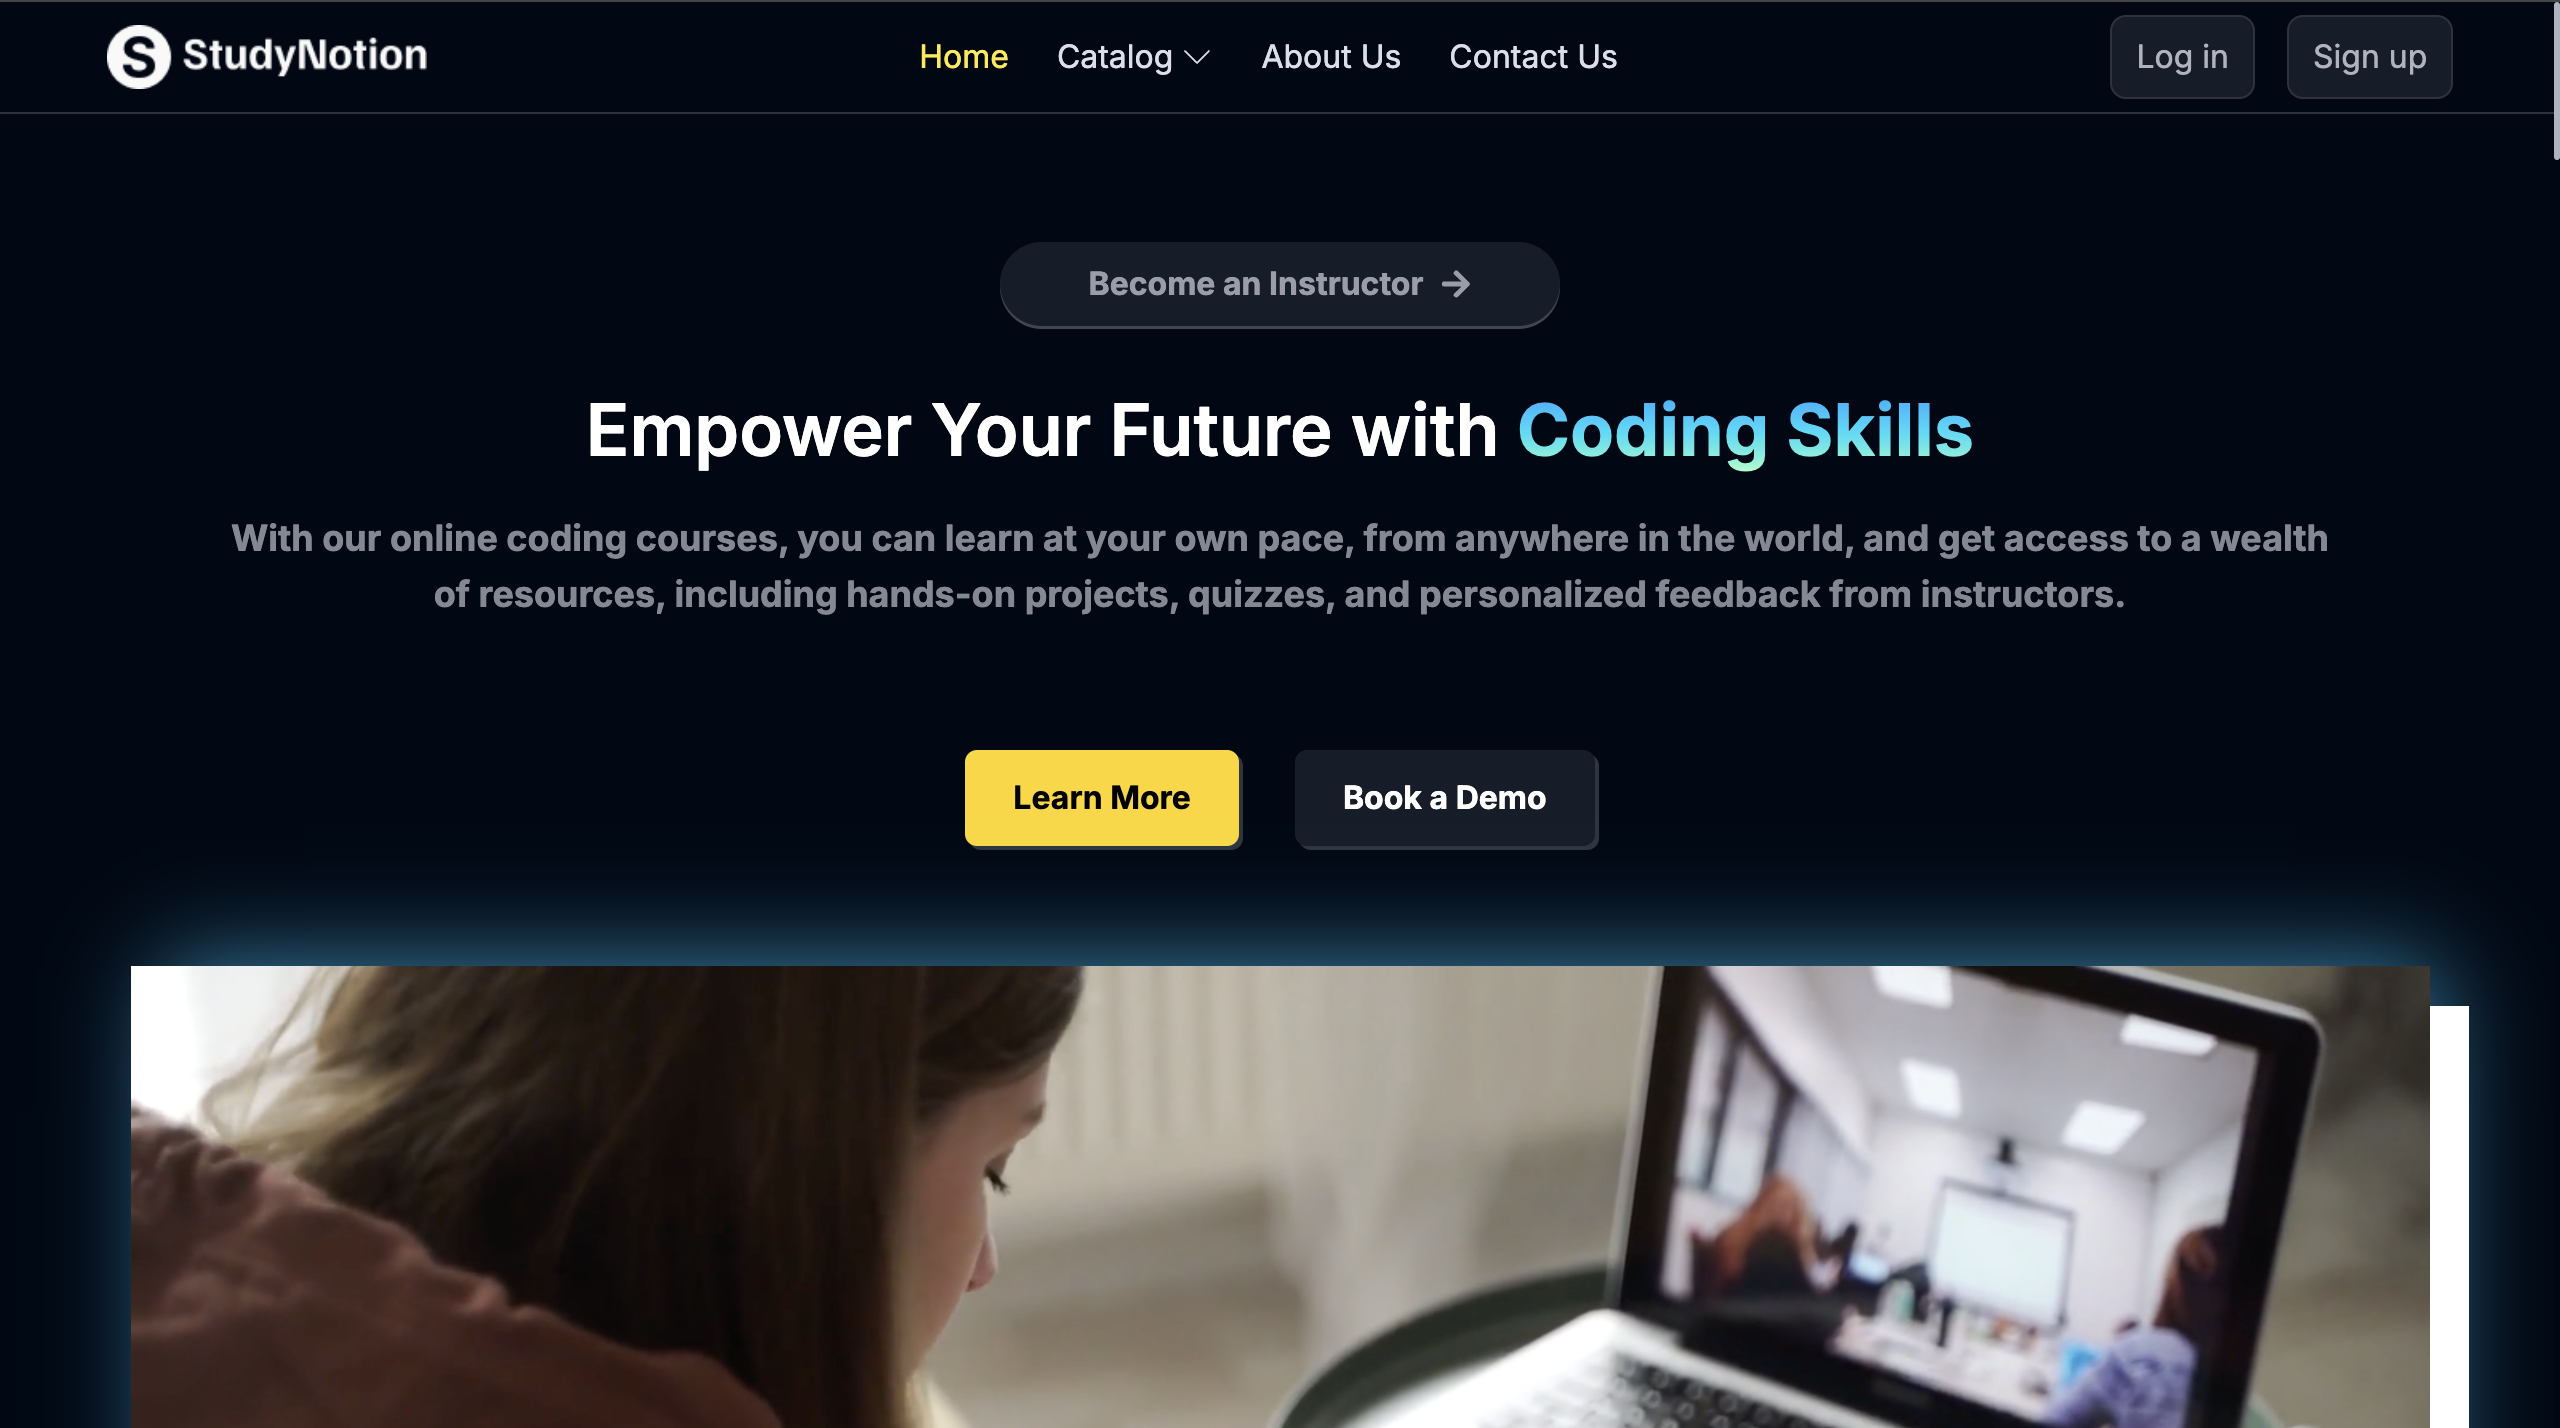 S StudyNotion
Home Catalog About Us Contact Us
Log in Sign up
Become an Instructor →
Empower Your Future with Coding Skills
With our online coding courses, you can learn at your own pace, from anywhere in the world, and get access to a wealth
of resources, including hands-on projects, quizzes, and personalized feedback from instructors.
Learn More Book a Demo